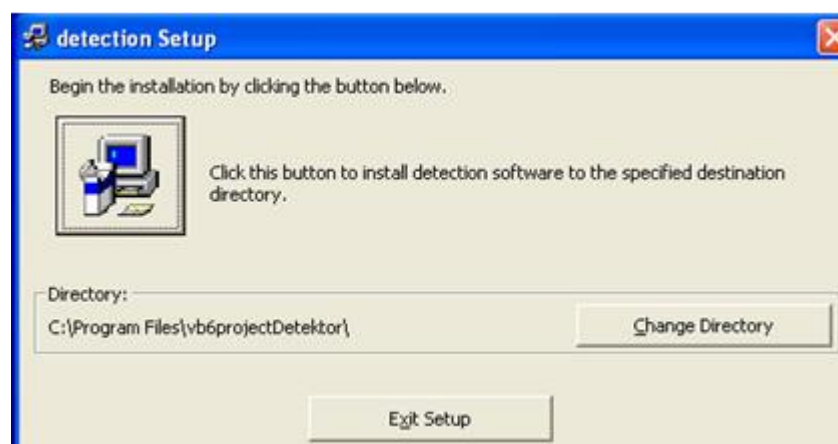 detection Setup
Begin the installation by clicking the button below.
Click this button to install detection software to the specified destination
directory.
Directory:
C:\Program Files\vb6projectDetektor\
Change Directory
Exit Setup